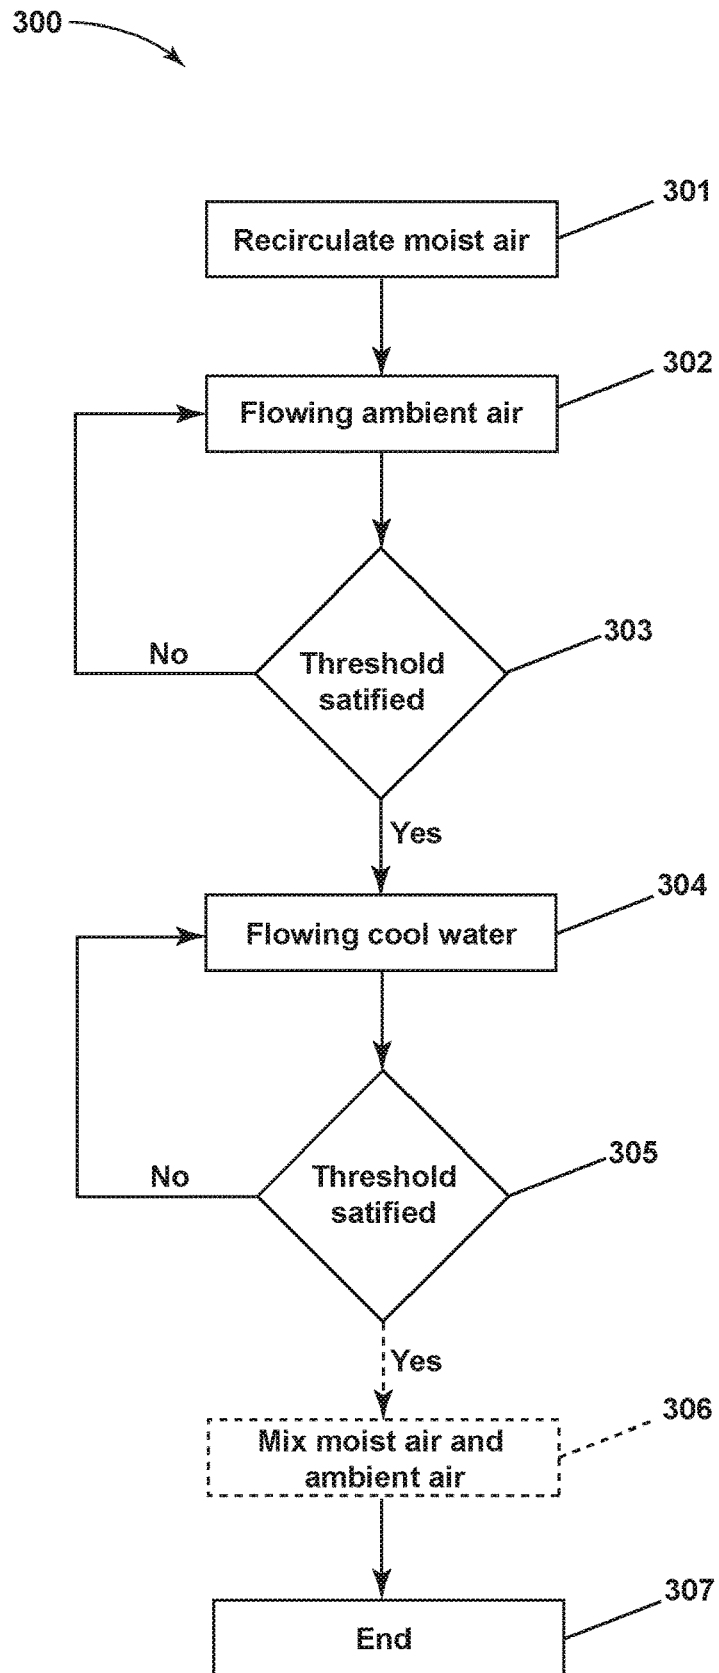 300
301
Recirculate moist air
302
Flowing ambient air
303
No
Threshold
satified
Yes
304
Flowing cool water
305
No
Threshold
satified
Yes
306
Mix moist air and
ambient air
307
End